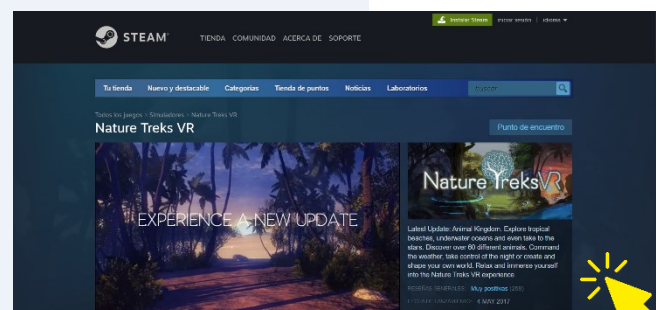 Instalar Steam iniciar sesión | idioma
STEAM
TIENDA COMUNIDAD ACERCA DE SOPORTE
Tu tienda Nuevo y destacable Categorías Tienda de puntos Noticias Laboratorios buscar
Todos los juegos > Simuladores > Nature Treks VR
Nature Treks VR
Punto de encuentro
EXPERIENCE A NEW UPDATE
Nature Treks VR
Latest Update: Animal Kingdom. Explore tropical
beaches, underwater oceans and even take to the
stars. Discover over 60 different animals. Command
the weather, take control of the night or create and
shape your own world. Relax and immerse yourself
into the Nature Treks VR experience
RESEÑAS GENERALES: Muy positivas
4 MAY 2017